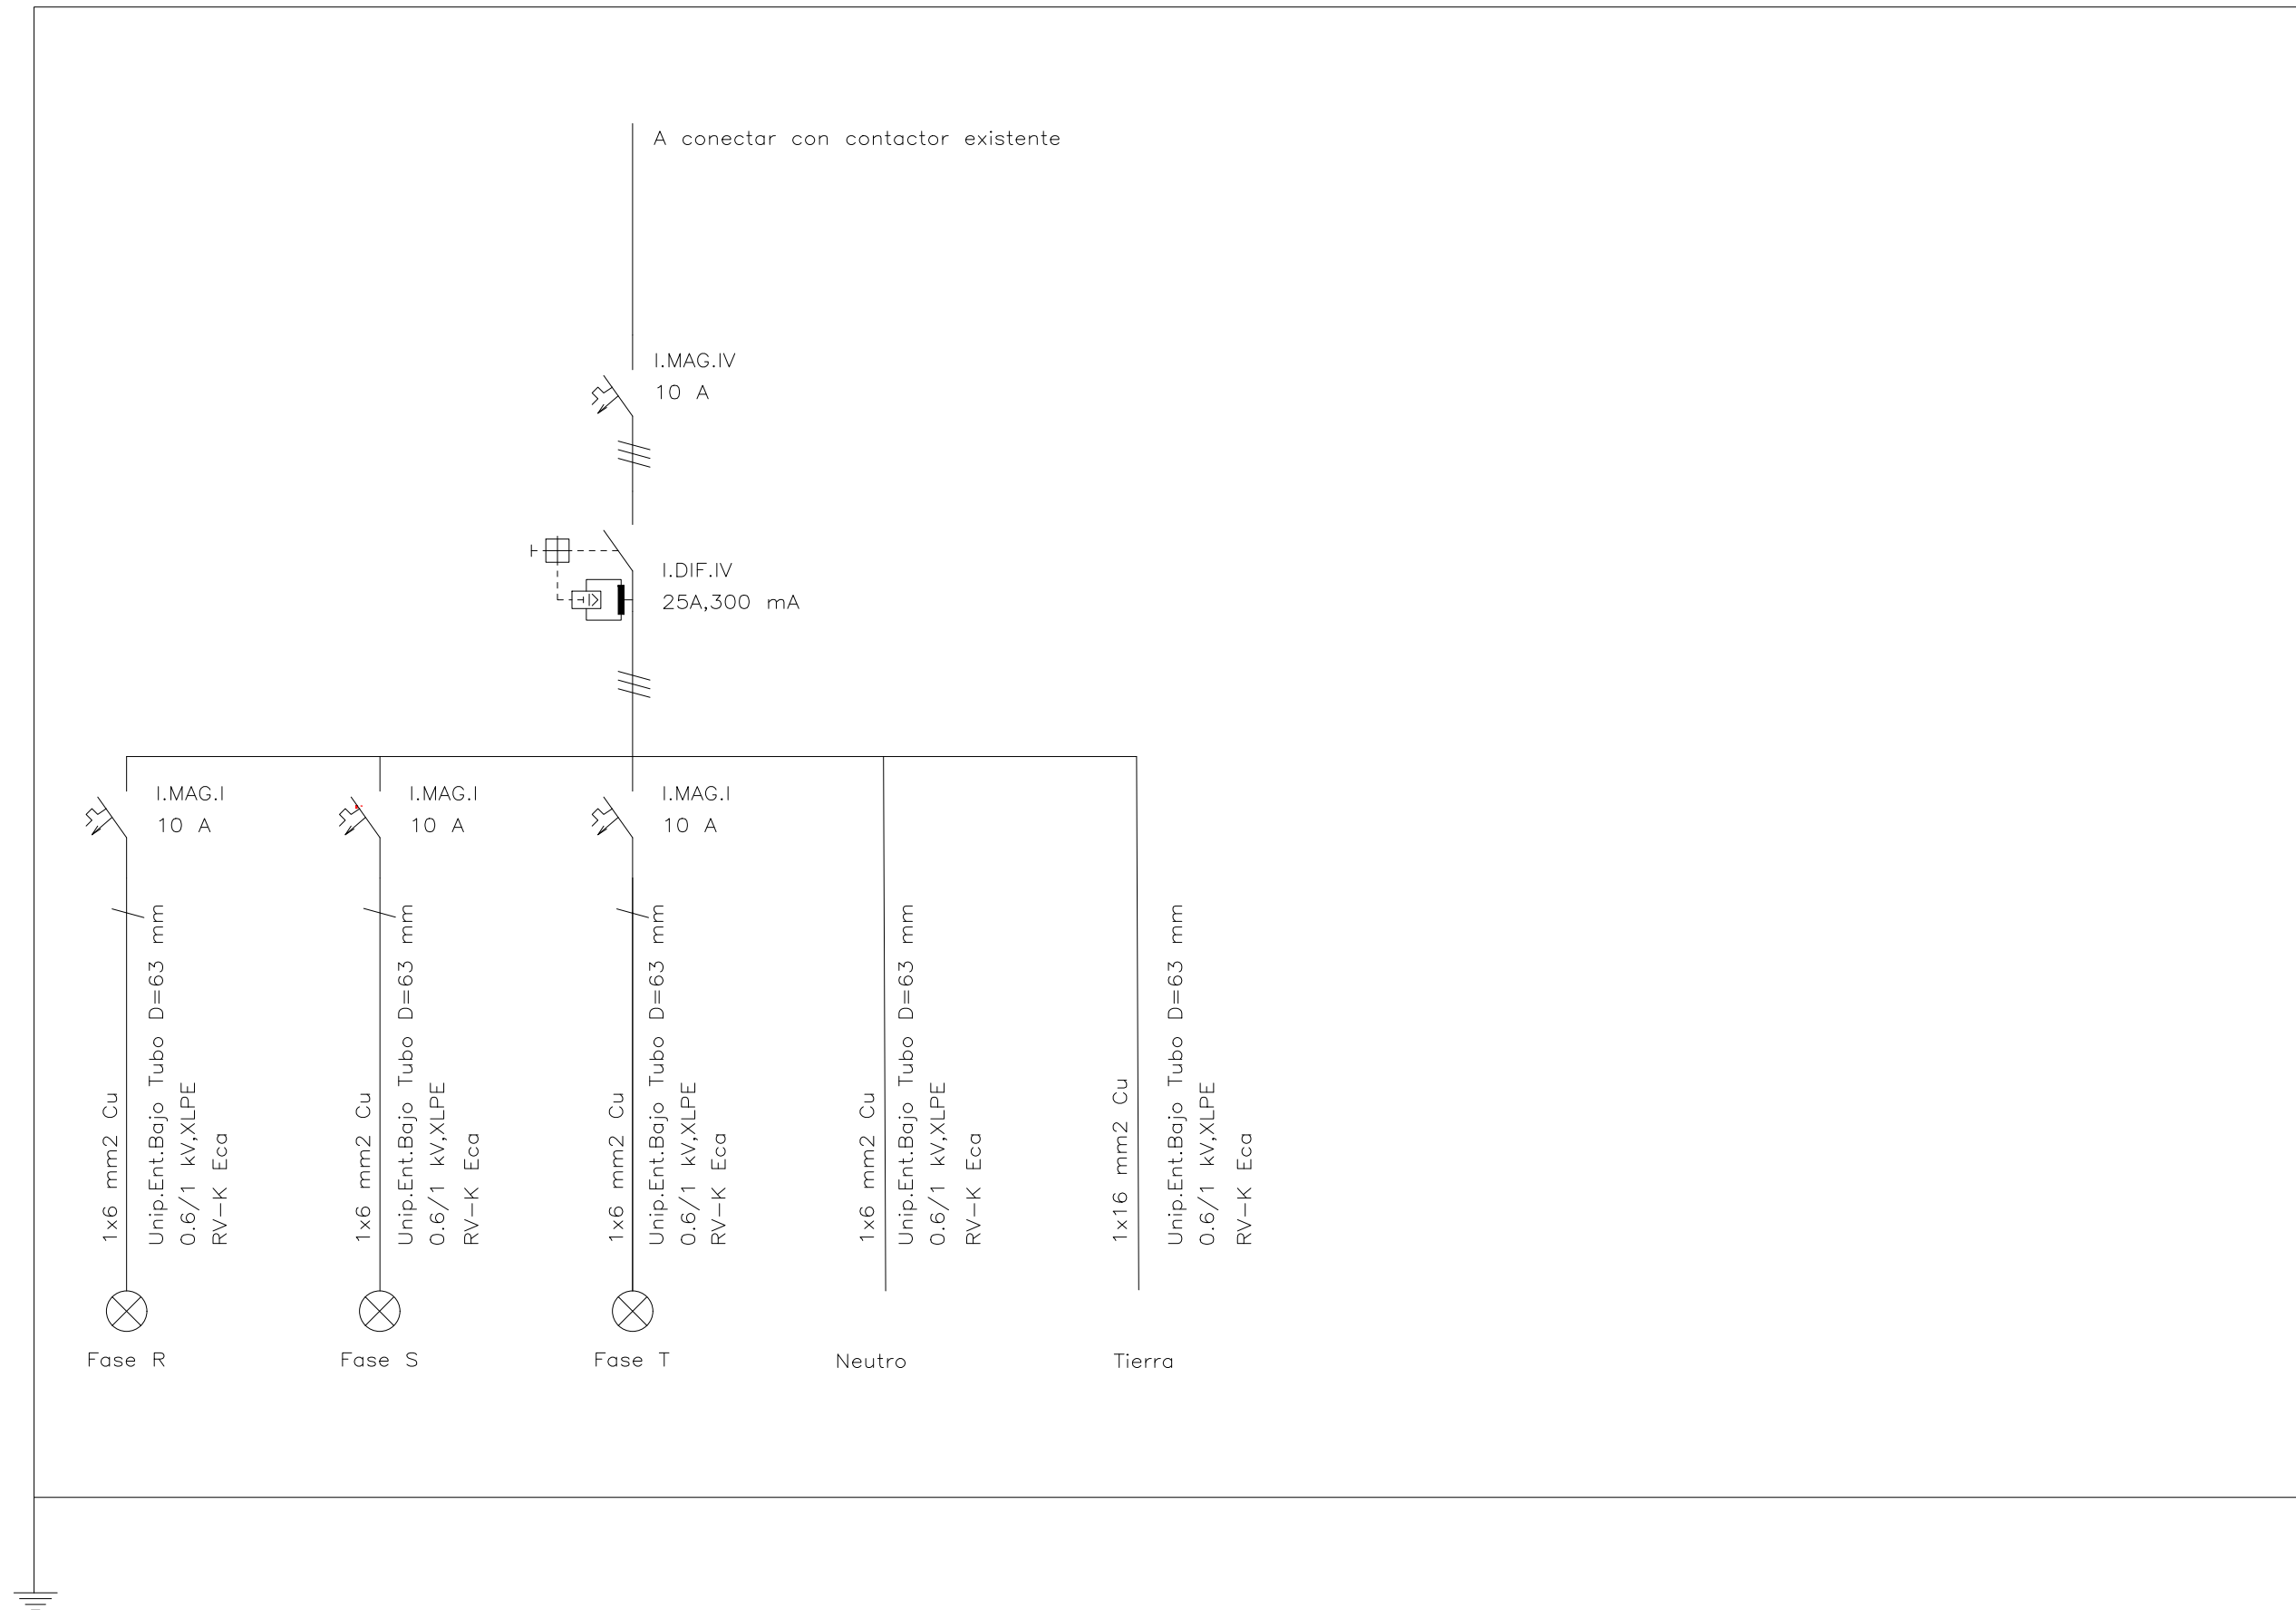 A conectar con contactor existente
I.MAG.IV
10 A
I.DIF.IV
25A,300 mA
I.MAG.I
10 A
I.MAG.I
10 A
I.MAG.I
10 A
1x6 mm2 Cu
Unip.Ent.Bajo Tubo D=63 mm
0.6/1 kV,XLPE
RV-K Eca
1x6 mm2 Cu
Unip.Ent.Bajo Tubo D=63 mm
0.6/1 kV,XLPE
RV-K Eca
1x6 mm2 Cu
Unip.Ent.Bajo Tubo D=63 mm
0.6/1 kV,XLPE
RV-K Eca
1x6 mm2 Cu
Unip.Ent.Bajo Tubo D=63 mm
0.6/1 kV,XLPE
RV-K Eca
1x16 mm2 Cu
Unip.Ent.Bajo Tubo D=63 mm
0.6/1 kV,XLPE
RV-K Eca
Fase R
Fase S
Fase T
Neutro
Tierra